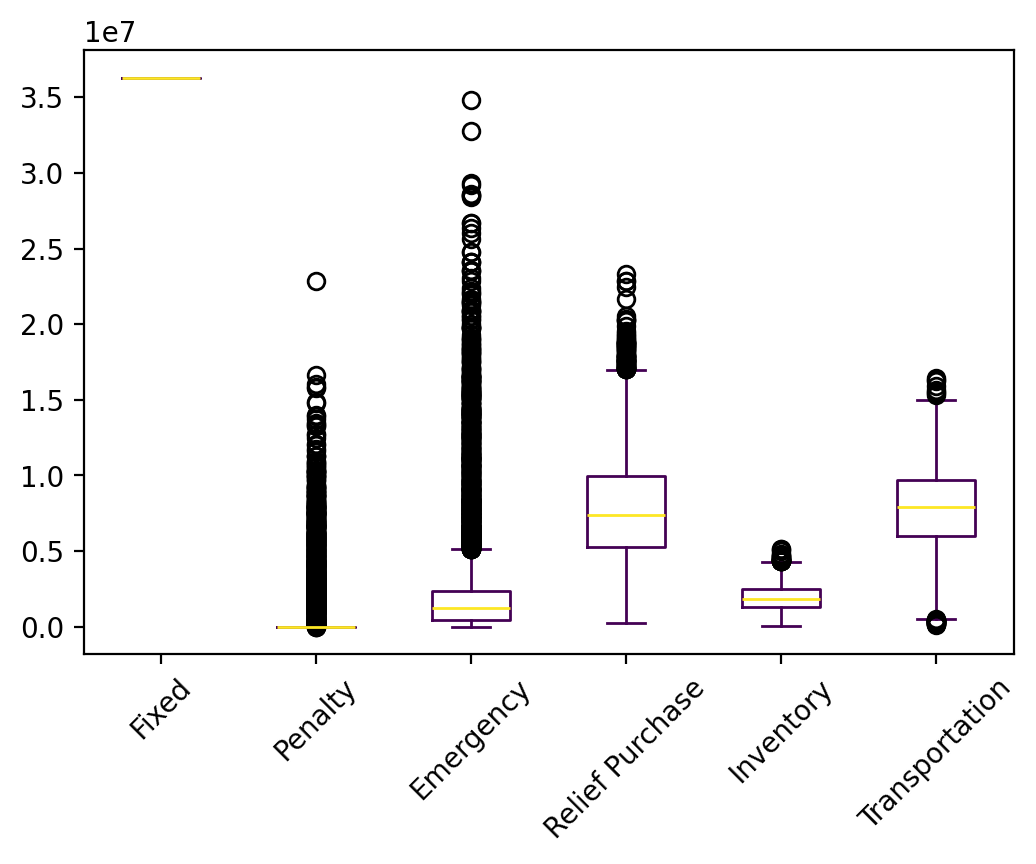 1e7
3.5
3.0
2.5
2.0
1.5
1.0
0.5
0.0
Fixed
Penalty
Emergency
Relief Purchase
Inventory
Transportation